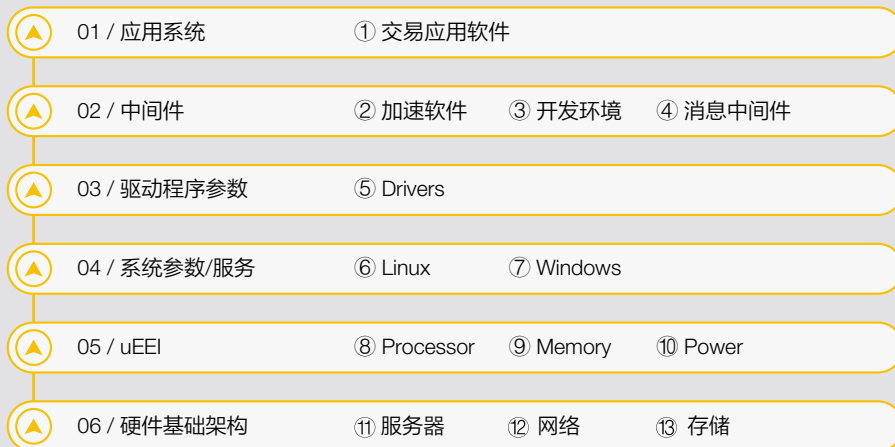 01 / 应用系统 ① 交易应用软件
02 / 中间件 ② 加速软件 ③ 开发环境 ④ 消息中间件
03 / 驱动程序参数 ⑤ Drivers
04 / 系统参数/服务 ⑥ Linux ⑦ Windows
05 / uEEI ⑧ Processor ⑨ Memory ⑩ Power
06 / 硬件基础架构 ⑪ 服务器 ⑫ 网络 ⑬ 存储